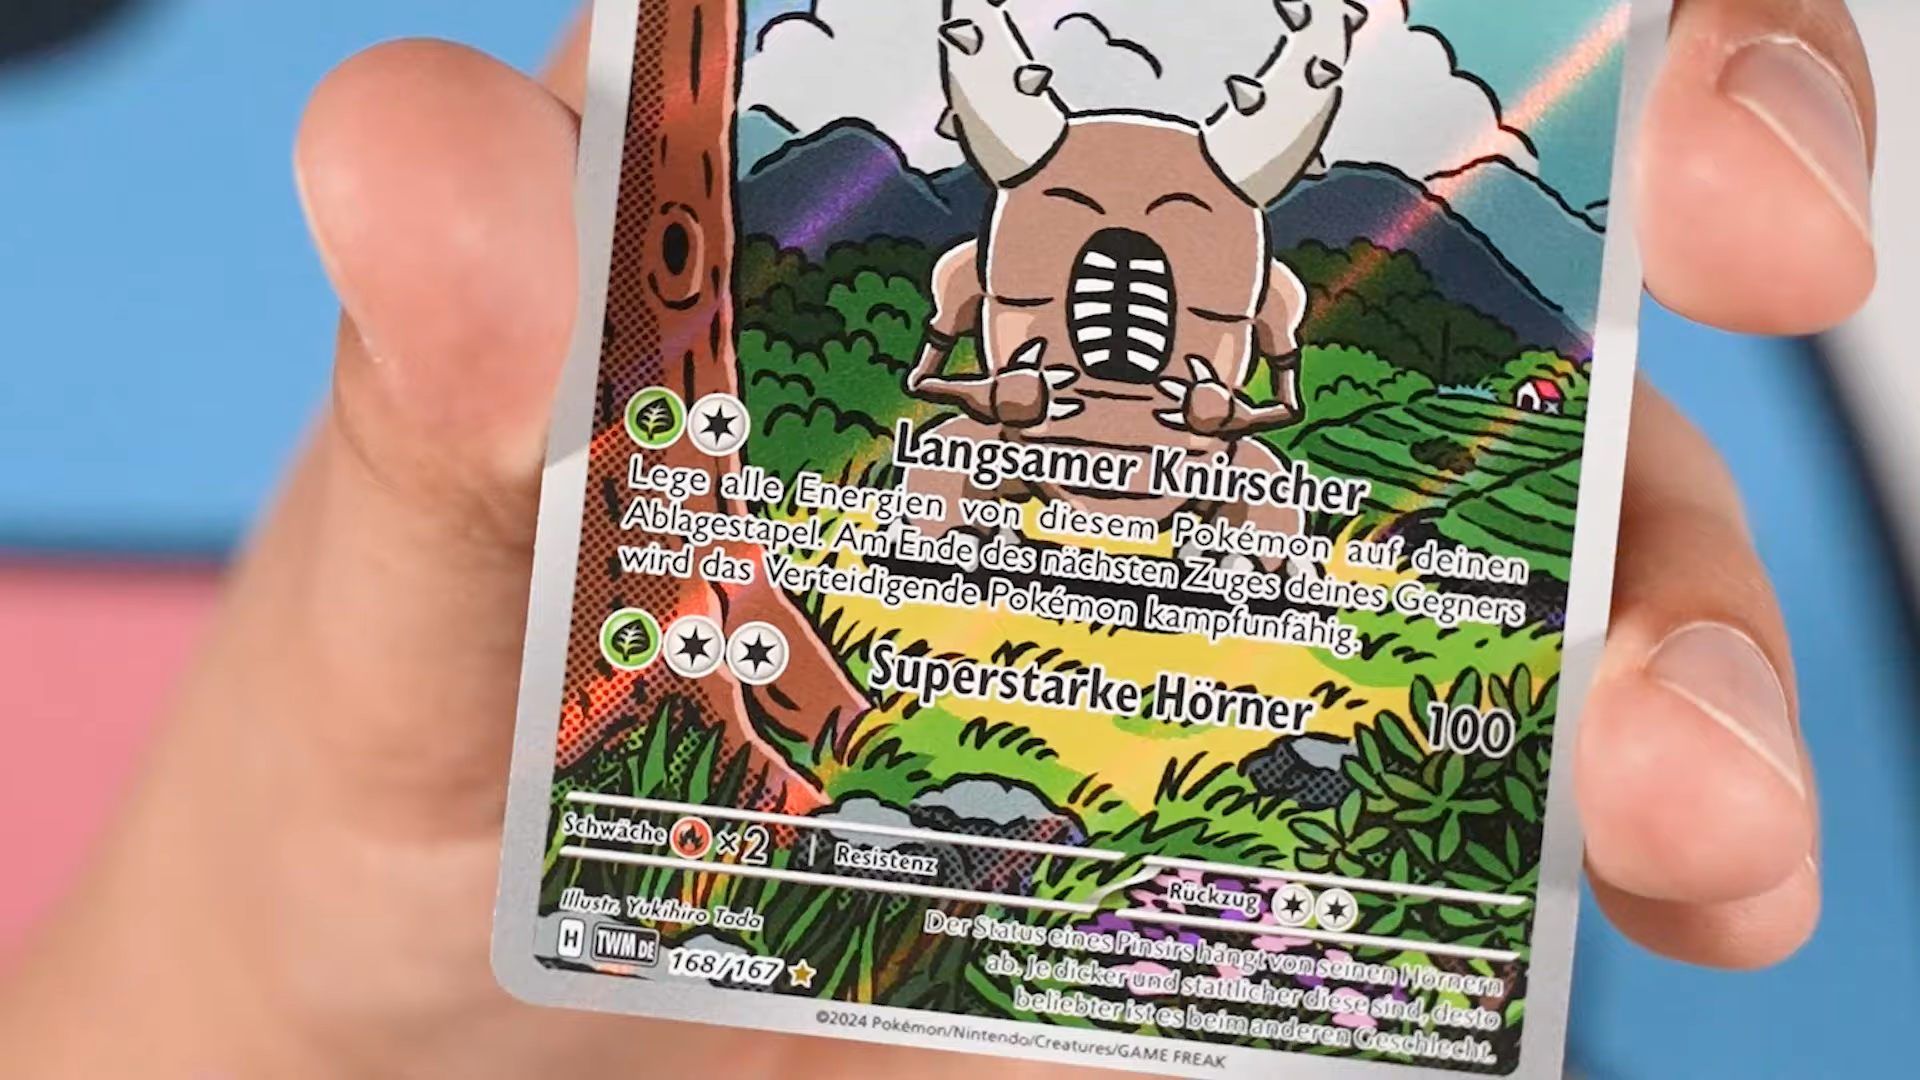 Langsamer Knirscher
Lege alle Energien von diesem Pokémon auf deinen
Ablagestapel. Am Ende des nächsten Zuges deines Gegners
wird das Verteidigende Pokémon kampfunfähig.
Superstarke Hörner 100
Schwäche ×2 Resistenz
Rückzug
Illustr. Yukihiro Tada
H TWM DE 168/167
Der Status eines Pinsirs hängt von seinen Hörnern
ab. Je dicker und stattlicher diese sind, desto
beliebter ist es beim anderen Geschlecht.
©2024 Pokémon/Nintendo/Creatures/GAME FREAK